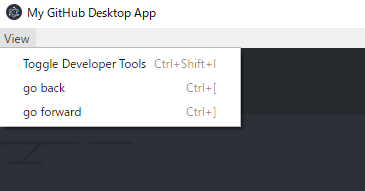 My GitHub Desktop App
View
Toggle Developer Tools Ctrl+Shift+I
go back Ctrl+[
go forward Ctrl+]